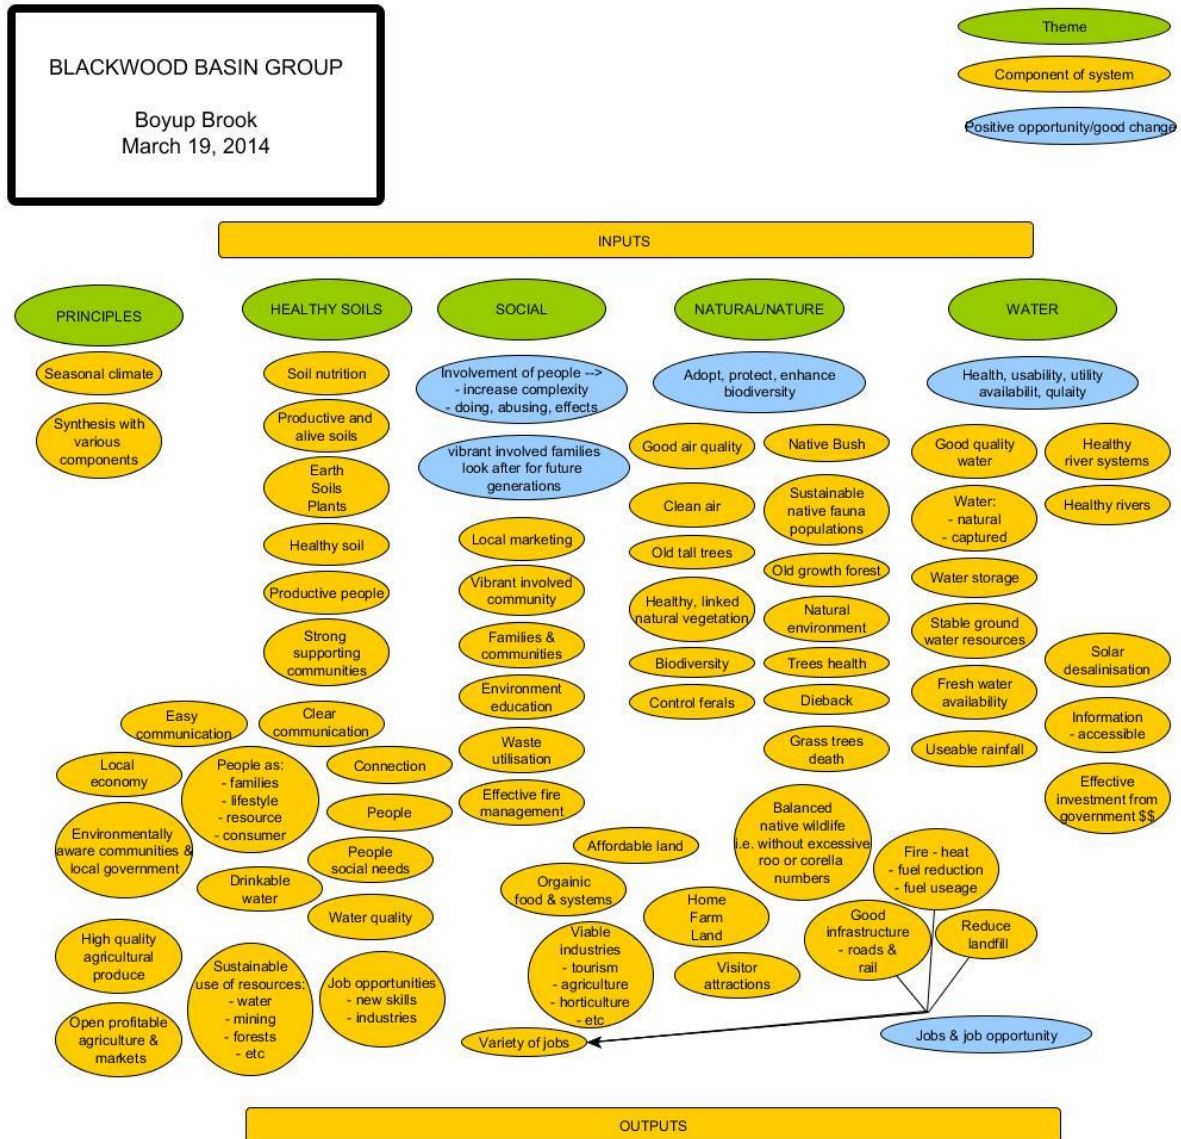 BLACKWOOD BASIN GROUP
Boyup Brook
March 19, 2014
Theme
Component of system
Positive opportunity/good change
INPUTS
PRINCIPLES
Seasonal climate
Synthesis with
various
components
HEALTHY SOILS
Soil nutrition
Productive and
alive soils
Earth
Soils
Plants
Healthy soil
Productive people
Strong
supporting
communities
SOCIAL
Involvement of people -->
- increase complexity
- doing, abusing, effects
vibrant involved families
look after for future
generations
Local marketing
Vibrant involved
community
Families &
communities
Environment
education
Waste
utilisation
Effective fire
management
NATURAL/NATURE
Adopt, protect, enhance
biodiversity
Good air quality
Clean air
Old tall trees
Healthy, linked
natural vegetation
Biodiversity
Control ferals
Native Bush
Sustainable
native fauna
populations
Old growth forest
Natural
environment
Trees health
Dieback
Grass trees
death
WATER
Health, usability, utility
availabilit, qulaity
Good quality
water
Water:
- natural
- captured
Water storage
Stable ground
water resources
Fresh water
availability
Useable rainfall
Healthy
river systems
Healthy rivers
Solar
desalinisation
Information
- accessible
Effective
investment from
government $$
Easy
communication
Clear
communication
Local
economy
People as:
- families
- lifestyle
- resource
- consumer
Connection
People
Environmentally
aware communities &
local government
People
social needs
Drinkable
water
Water quality
High quality
agricultural
produce
Sustainable
use of resources:
- water
- mining
- forests
- etc
Job opportunities
- new skills
- industries
Open profitable
agriculture &
markets
Affordable land
Orgainic
food & systems
Viable
industries
- tourism
- agriculture
- horticulture
- etc
Home
Farm
Land
Visitor
attractions
Balanced
native wildlife
i.e. without excessive
roo or corella
numbers
Fire - heat
- fuel reduction
- fuel useage
Good
infrastructure
- roads &
rail
Reduce
landfill
Variety of jobs
Jobs & job opportunity
OUTPUTS